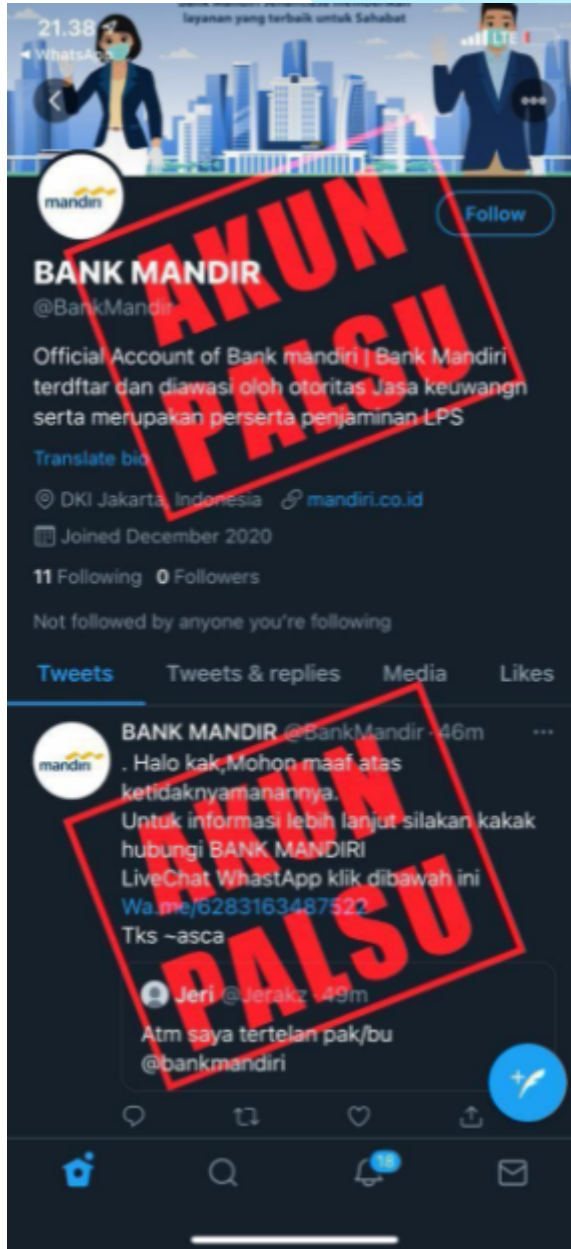 layanan yang terbaik untuk Sahabat
21.38
LTE
WhatsApp
mandiri
Follow
BANK MANDIR
@BankMandir
Official Account of Bank mandiri | Bank Mandiri
terdftar dan diawasi oloh otoritas Jasa keuwangn
serta merupakan perserta penjaminan LPS
Translate bio
DKI Jakarta, Indonesia mandiri.co.id
Joined December 2020
11 Following 0 Followers
Not followed by anyone you're following
AKUN
PALSU
Tweets Tweets & replies Media Likes
mandiri
BANK MANDIR @BankMandir · 46m
. Halo kak,Mohon maaf atas
ketidaknyamanannya.
Untuk informasi lebih lanjut silakan kakak
hubungi BANK MANDIRI
LiveChat WhastApp klik dibawah ini
Wa.me/6283163487522
Tks ~asca
Jeri @Jerakz · 49m
Atm saya tertelan pak/bu
@bankmandiri
AKUN
PALSU
18